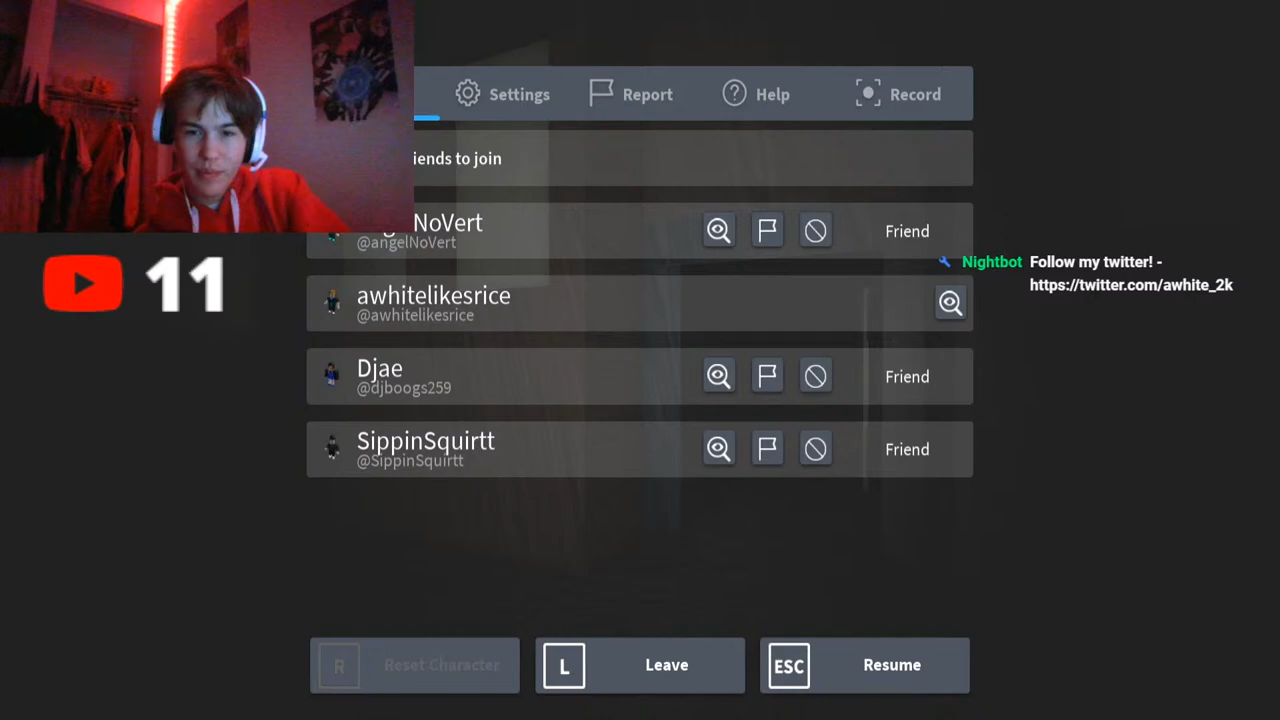 Settings
Report
Help
Record
iends to join
NoVert
@angelNoVert
Friend
11
Nightbot Follow my twitter! -
https://twitter.com/awhite_2k
awhitelikesrice
@awhitelikesrice
Djae
@djboogs259
Friend
SippinSquirtt
@SippinSquirtt
Friend
R Reset Character
L Leave
ESC Resume